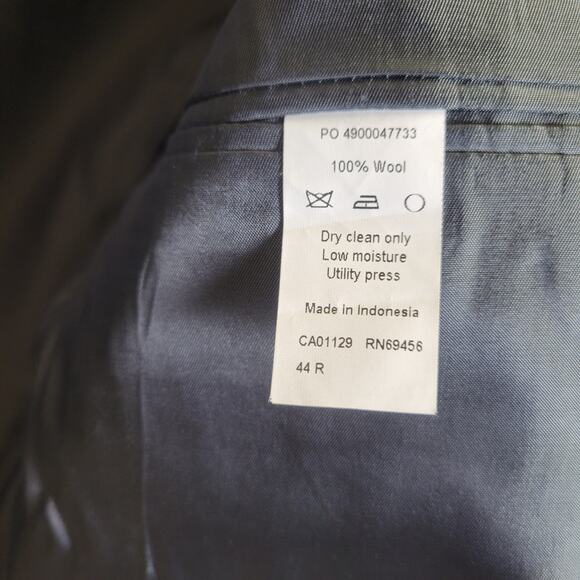 PO 4900047733
100% Wool
Dry clean only
Low moisture
Utility press
Made In Indonesia
CA01129 RN69456
44 R